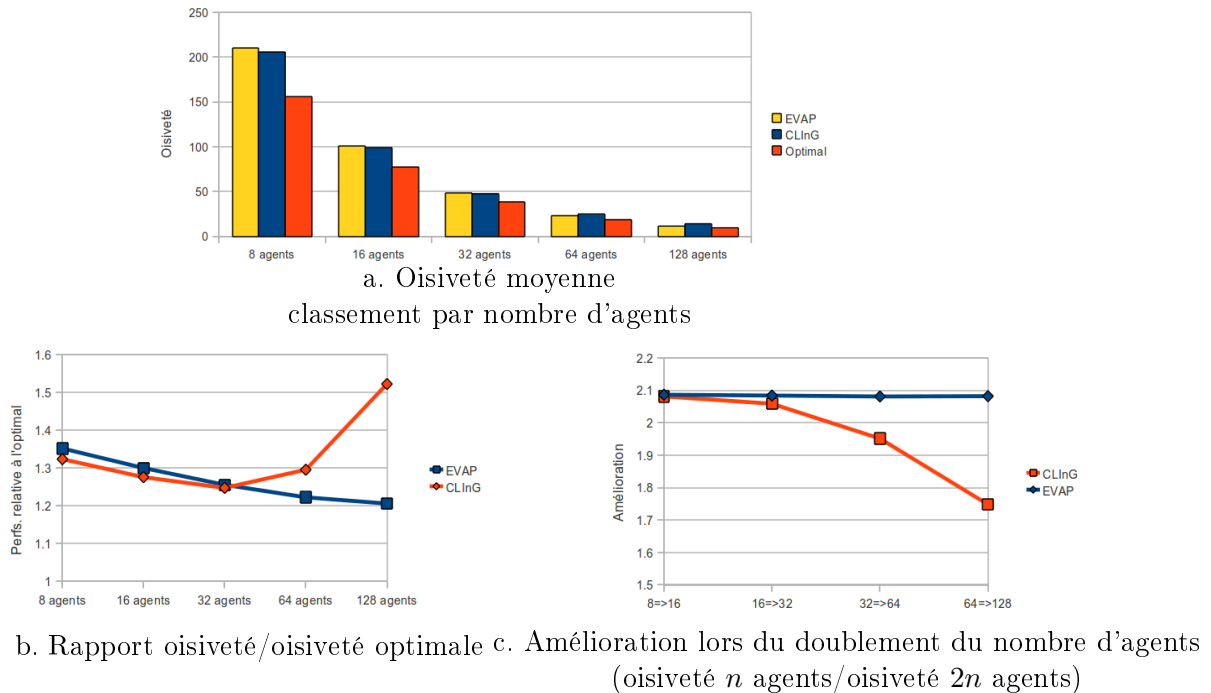 250
200
150
100
50
0
Oisiveté
8 agents
16 agents
32 agents
64 agents
128 agents
EVAP
CLInG
Optimal
a. Oisiveté moyenne
classement par nombre d'agents
1.6
1.5
1.4
1.3
1.2
1.1
1
Perfs. relative à l'optimal
8 agents
16 agents
32 agents
64 agents
128 agents
EVAP
CLInG
b. Rapport oisiveté/oisiveté optimale
2.2
2.1
2
1.9
1.8
1.7
1.6
1.5
Amélioration
8=>16
16=>32
32=>64
64=>128
CLInG
EVAP
c. Amélioration lors du doublement du nombre d'agents
(oisiveté n agents/oisiveté 2n agents)